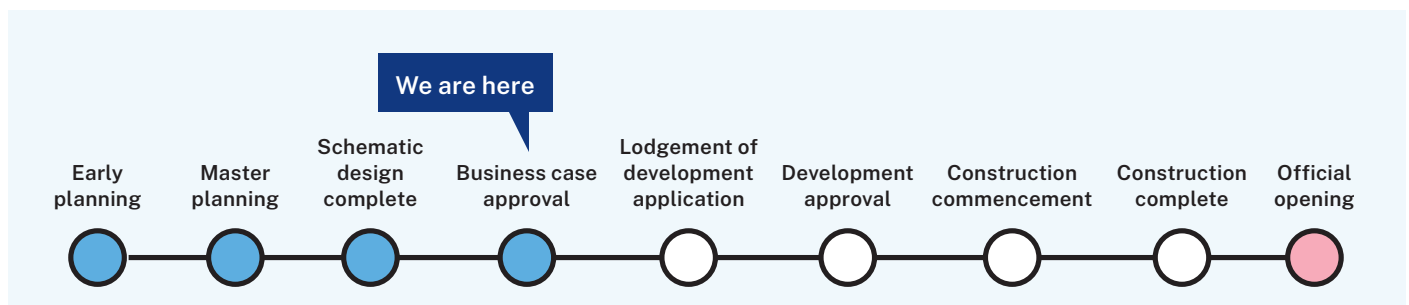 We are here
Early
planning
Master
planning
Schematic
design
complete
Business case
approval
Lodgement of
development
application
Development
approval
Construction
commencement
Construction
complete
Official
opening